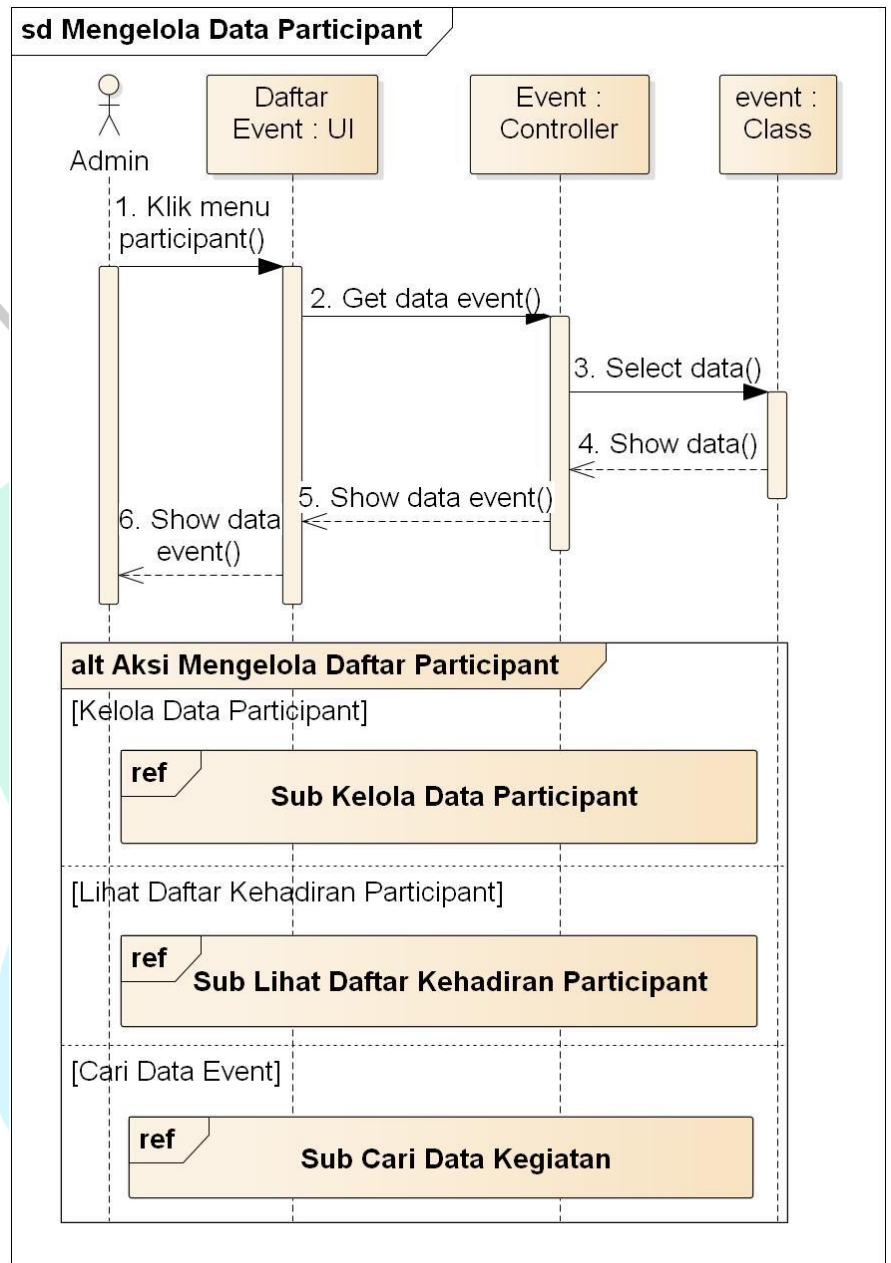 sd Mengelola Data Participant
Admin
Daftar
Event : UI
Event :
Controller
event :
Class
1. Klik menu
participant()
2. Get data event()
3. Select data()
4. Show data()
5. Show data event()
6. Show data
event()
alt Aksi Mengelola Daftar Participant
[Kelola Data Participant]
ref
Sub Kelola Data Participant
[Lihat Daftar Kehadiran Participant]
ref
Sub Lihat Daftar Kehadiran Participant
[Cari Data Event]
ref
Sub Cari Data Kegiatan